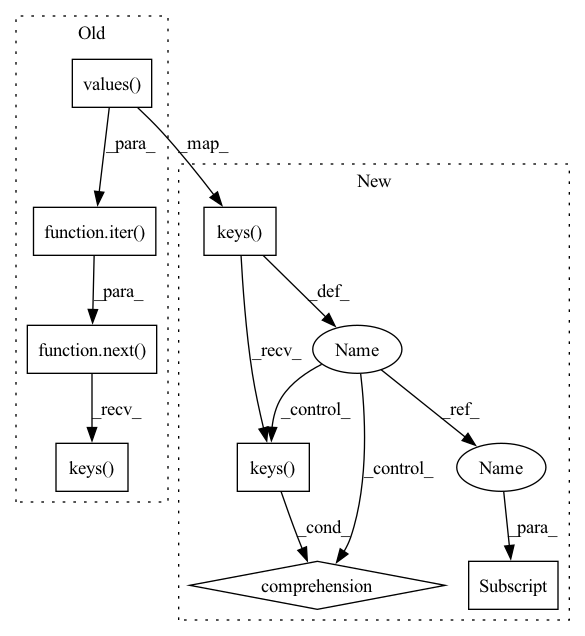 Old
values()
_para_
_map_
New
function.iter()
keys()
_para_
_def_
function.next()
_recv_
Name
_recv_
_control_
_ref_
keys()
keys()
_control_
Name
_cond_
_para_
comprehension
Subscript